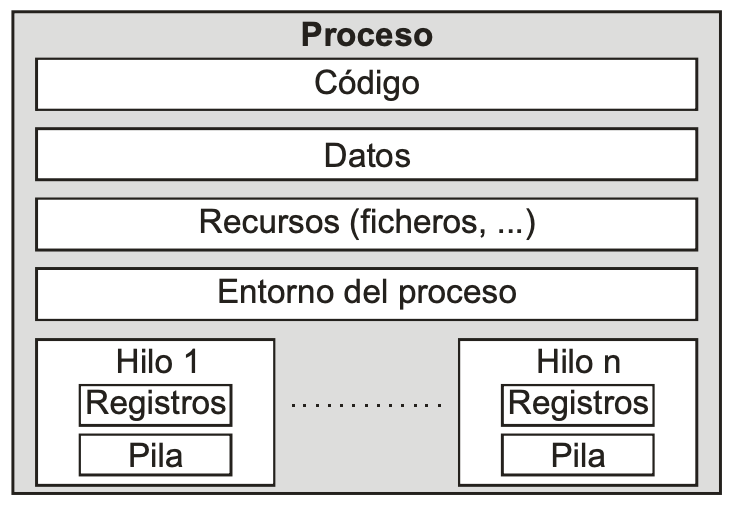 Proceso
Código
Datos
Recursos (ficheros, ...)
Entorno del proceso
Hilo 1
Registros
Pila
.............
Hilo n
Registros
Pila